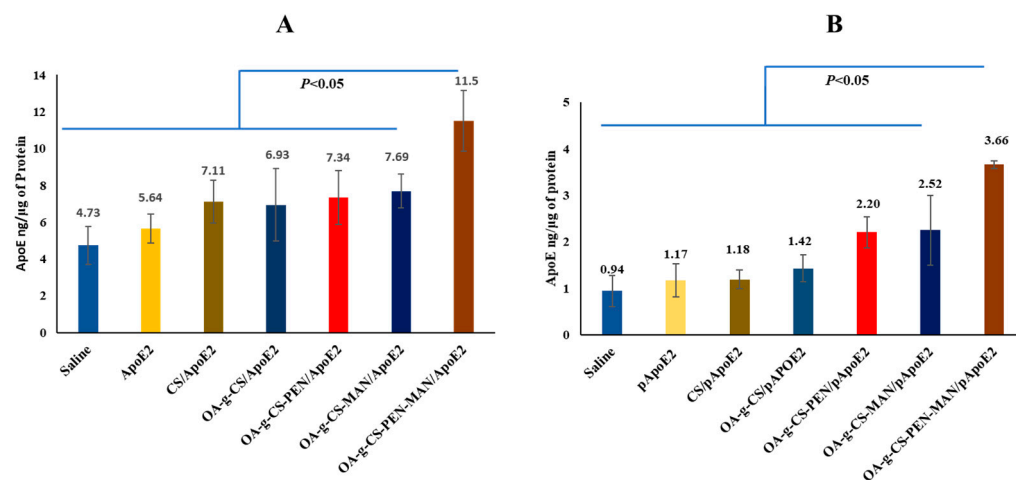 A
P<0.05
ApoE ng/µg of Protein
14
12
10
8
6
4
2
0
4.73
5.64
7.11
6.93
7.34
7.69
11.5
Saline
ApoE2
CS/ApoE2
OA-g-CS/ApoE2
OA-g-CS-PEN/ApoE2
OA-g-CS-MAN/ApoE2
OA-g-CS-PEN-MAN/ApoE2
B
P<0.05
ApoE ng/µg of protein
5
4
3
2
1
0
0.94
1.17
1.18
1.42
2.20
2.52
3.66
Saline
pApoE2
CS/pApoE2
OA-g-CS/pAPOE2
OA-g-CS-PEN/pApoE2
OA-g-CS-MAN/pApoE2
OA-g-CS-PEN-MAN/pApoE2